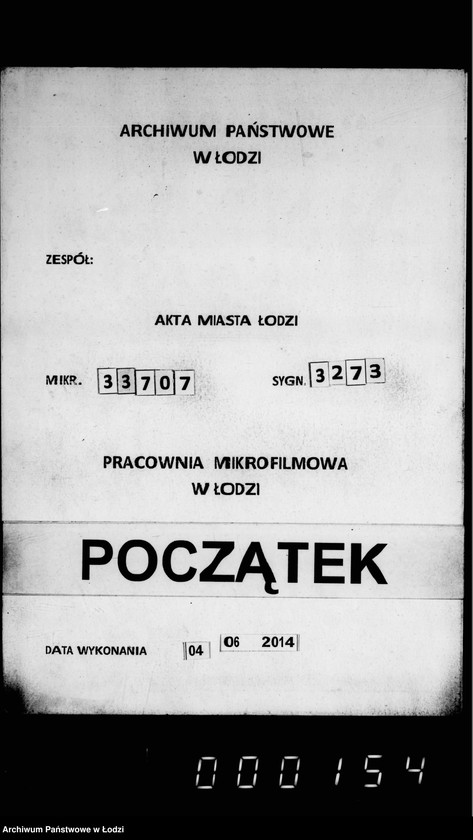 ARCHIWUM PAŃSTWOWE
W ŁODZI
ZESPÓŁ:
AKTA MIASTA ŁODZI
MIKR. 33707 SYGN. 3273
PRACOWNIA MIKROFILMOWA
W ŁODZI
POCZĄTEK
DATA WYKONANIA 04 06 2014
000154
Archiwum Państwowe w Łodzi